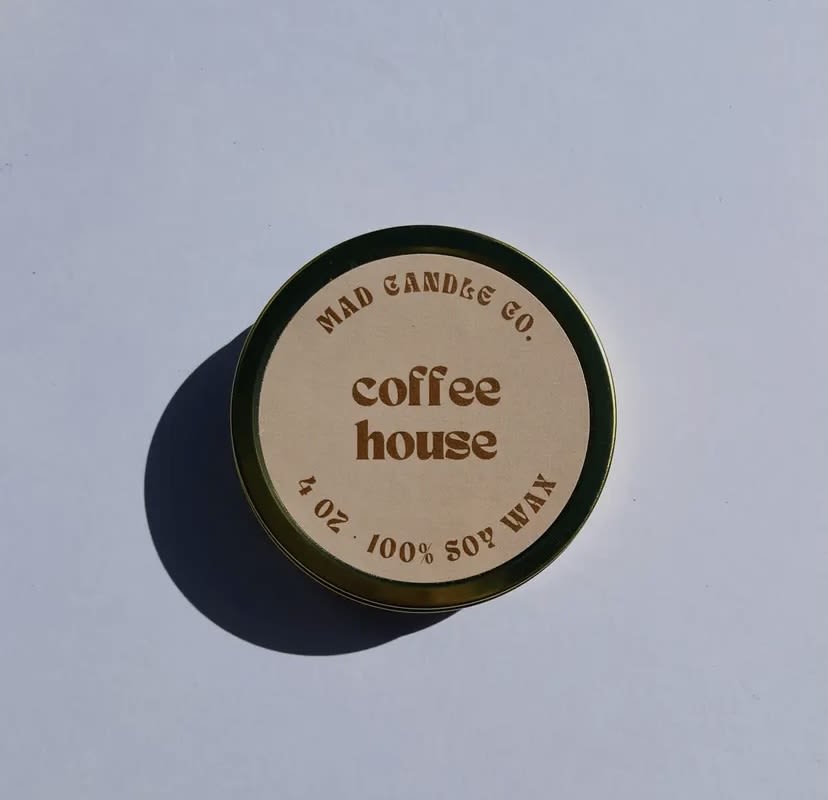 MAD CANDLE CO.
coffee
house
4 OZ · 100% SOY WAX